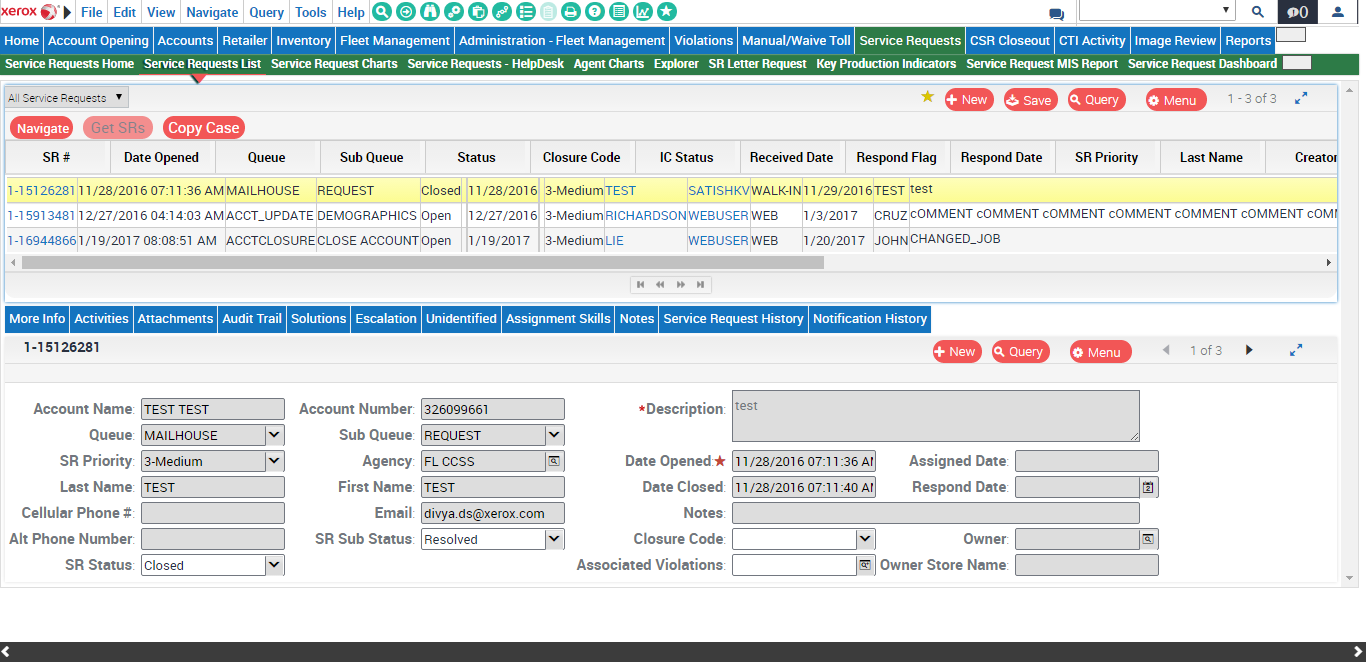 xerox File Edit View Navigate Query Tools Help 0
Home Account Opening Accounts Retailer Inventory Fleet Management Administration - Fleet Management Violations Manual/Waive Toll Service Requests CSR Closeout CTI Activity Image Review Reports
Service Requests Home Service Requests List Service Request Charts Service Requests - HelpDesk Agent Charts Explorer SR Letter Request Key Production Indicators Service Request MIS Report Service Request Dashboard
All Service Requests New Save Query Menu 1 - 3 of 3
Navigate Get SRs Copy Case
SR # Date Opened Queue Sub Queue Status Closure Code IC Status Received Date Respond Flag Respond Date SR Priority Last Name Creator
1-15126281 11/28/2016 07:11:36 AM MAILHOUSE REQUEST Closed 11/28/2016 3-Medium TEST SATISHKV WALK-IN 11/29/2016 TEST test
1-15913481 12/27/2016 04:14:03 AM ACCT_UPDATE DEMOGRAPHICS Open 12/27/2016 3-Medium RICHARDSON WEBUSER WEB 1/3/2017 CRUZ cOMMENT cOMMENT cOMMENT cOMMENT cOMMENT cOMMENT
1-16944866 1/19/2017 08:08:51 AM ACCTCLOSURE CLOSE ACCOUNT Open 1/19/2017 3-Medium LIE WEBUSER WEB 1/20/2017 JOHN CHANGED_JOB
More Info Activities Attachments Audit Trail Solutions Escalation Unidentified Assignment Skills Notes Service Request History Notification History
1-15126281 New Query Menu 1 of 3
Account Name: TEST TEST Account Number: 326099661 *Description: test
Queue: MAILHOUSE Sub Queue: REQUEST
SR Priority: 3-Medium Agency: FL CCSS Date Opened: 11/28/2016 07:11:36 Assigned Date:
Last Name: TEST First Name: TEST Date Closed: 11/28/2016 07:11:40 Respond Date:
Cellular Phone #: Email: divya.ds@xerox.com Notes:
Alt Phone Number: SR Sub Status: Resolved Closure Code: Owner:
SR Status: Closed Associated Violations: Owner Store Name: